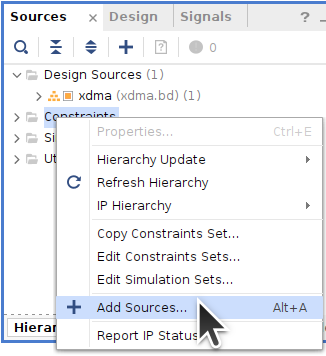 Sources × Design Signals ? –
0
Design Sources (1)
xdma (xdma.bd) (1)
Constraints
Properties... Ctrl+E
Si
Hierarchy Update
Ut
Refresh Hierarchy
IP Hierarchy
Copy Constraints Set...
Edit Constraints Sets...
Edit Simulation Sets...
Add Sources... Alt+A
Hierar
Report IP Status